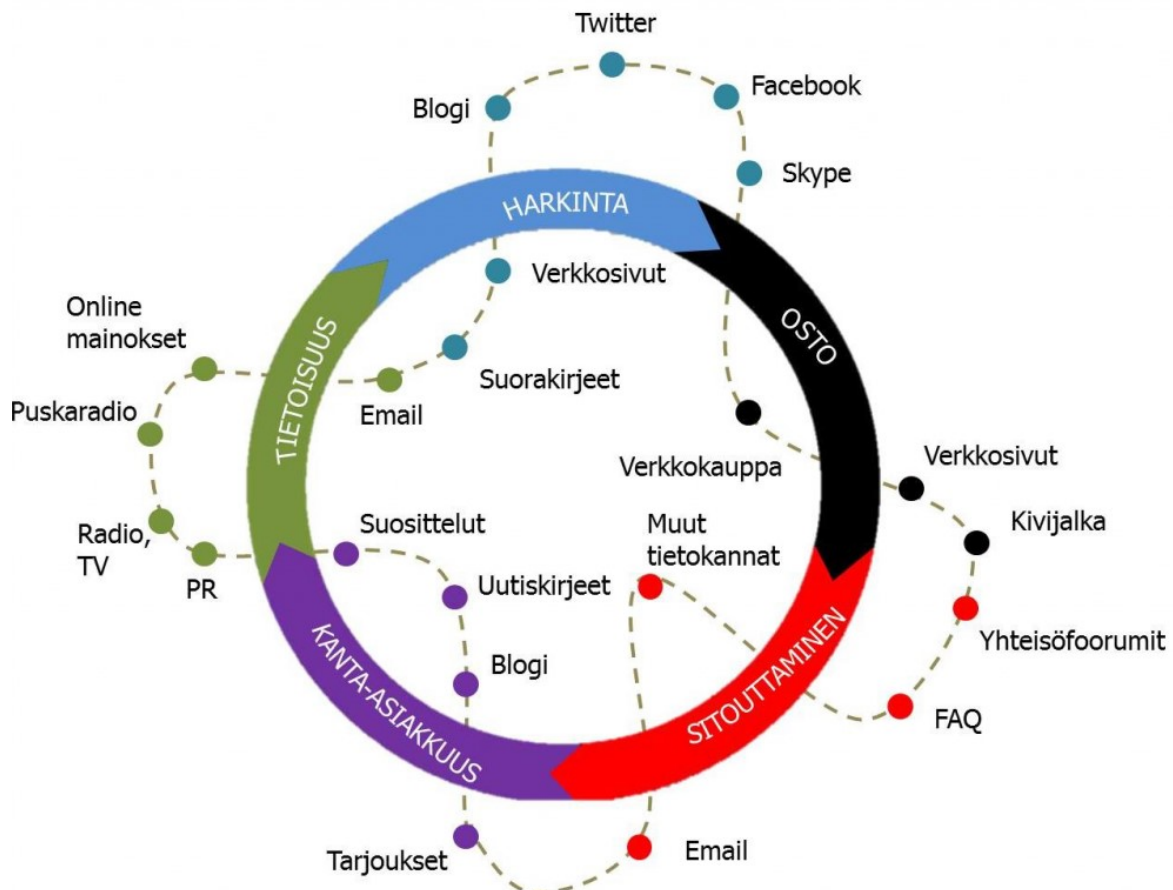 Twitter
Blogi
Facebook
Skype
HARKINTA
Verkkosivut
Online
mainokset
TIETOISUUS
OSTO
Suorakirjeet
Puskaradio
Email
Verkkokauppa
Verkkosivut
Radio,
TV
PR
Suosittelut
Muut
tietokannat
Kivijalka
Uutiskirjeet
Yhteisöfoorumit
Blogi
KANTA-ASIAKKUUS
SITOUTTAMINEN
FAQ
Tarjoukset
Email